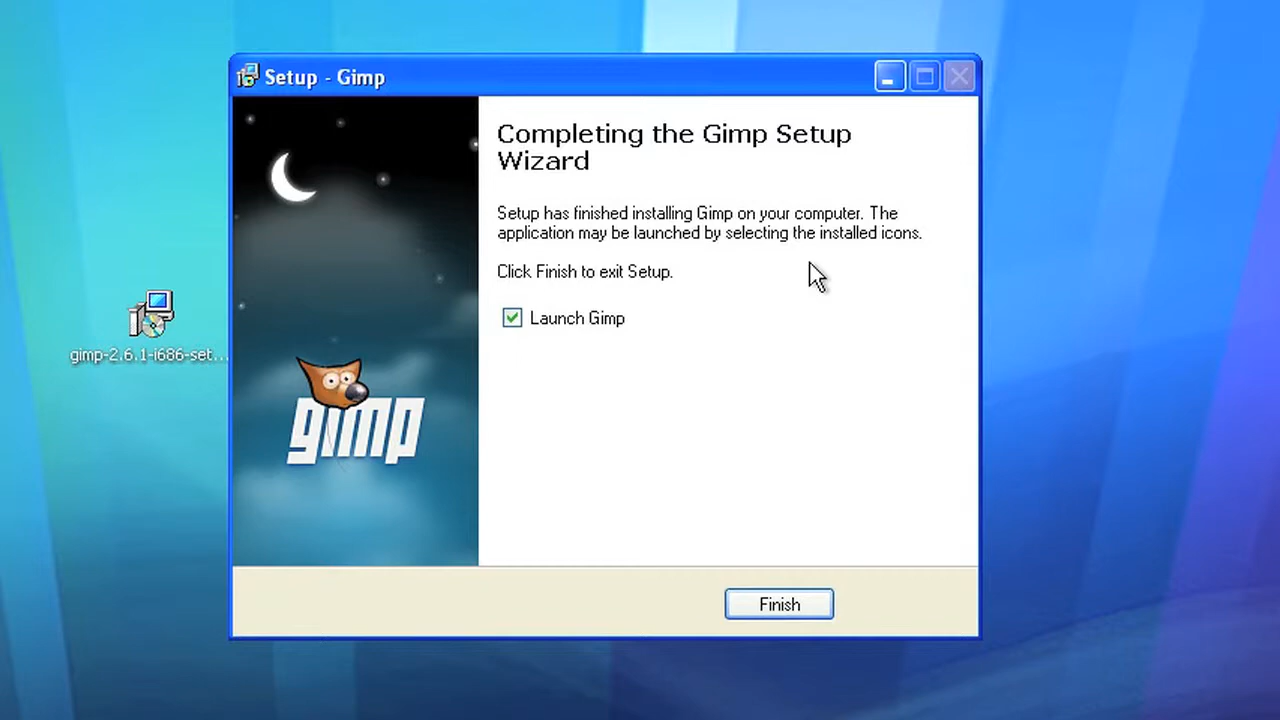 Setup - Gimp
Completing the Gimp Setup
Wizard
Setup has finished installing Gimp on your computer. The
application may be launched by selecting the installed icons.
Click Finish to exit Setup.
Launch Gimp
gimp-2.6.1-i686-set...
gimp
Finish